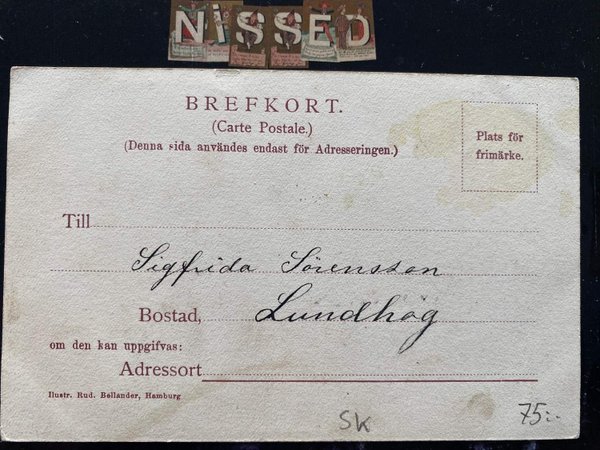 NiSSED
BREFKORT.
(Carte Postale.)
(Denna sida användes endast för Adresseringen.)
Plats för
frimärke.
Till
Sigfrida Sörensson
Bostad, Lundhög
om den kan uppgifvas:
Adressort
Ilustr. Rud. Bellander, Hamburg
SK
75:-